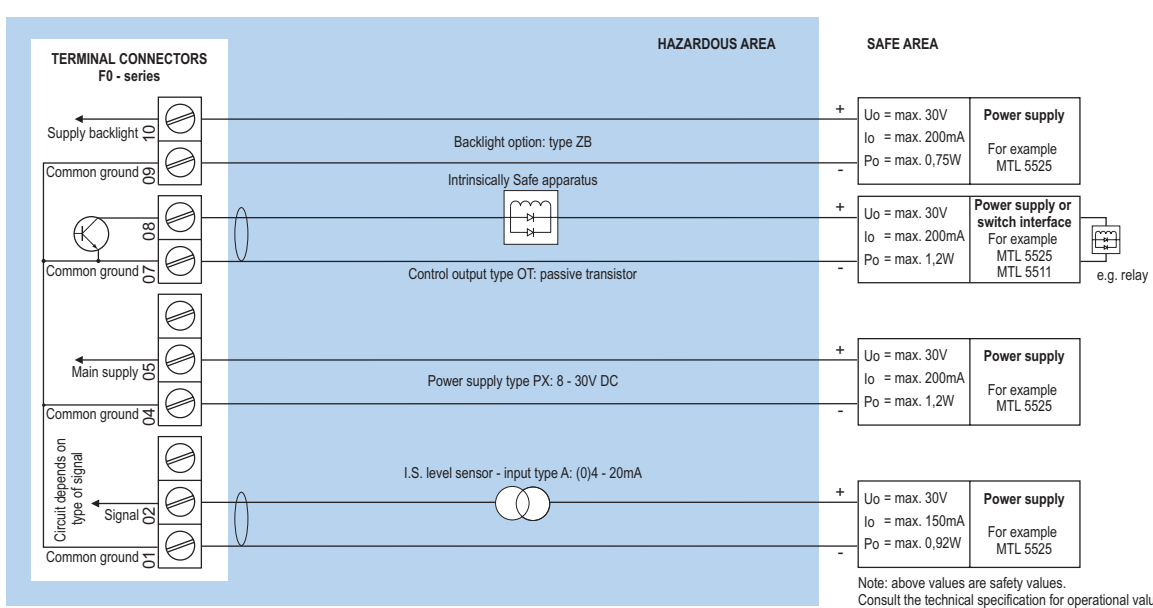 HAZARDOUS AREA
SAFE AREA
TERMINAL CONNECTORS
F0 - series
Supply backlight
10
Common ground
09
Backlight option: type ZB
+
-
Uo = max. 30V
Io = max. 200mA
Po = max. 0,75W
Power supply
For example
MTL 5525
Intrinsically Safe apparatus
08
Common ground
07
Control output type OT: passive transistor
+
-
Uo = max. 30V
Io = max. 200mA
Po = max. 1,2W
Power supply or
switch interface
For example
MTL 5525
MTL 5511
e.g. relay
Main supply
05
Common ground
04
Power supply type PX: 8 - 30V DC
+
-
Uo = max. 30V
Io = max. 200mA
Po = max. 1,2W
Power supply
For example
MTL 5525
Circuit depends on
type of signal
Signal
02
Common ground
01
I.S. level sensor - input type A: (0)4 - 20mA
+
-
Uo = max. 30V
Io = max. 150mA
Po = max. 0,92W
Power supply
For example
MTL 5525
Note: above values are safety values.
Consult the technical specification for operational valu